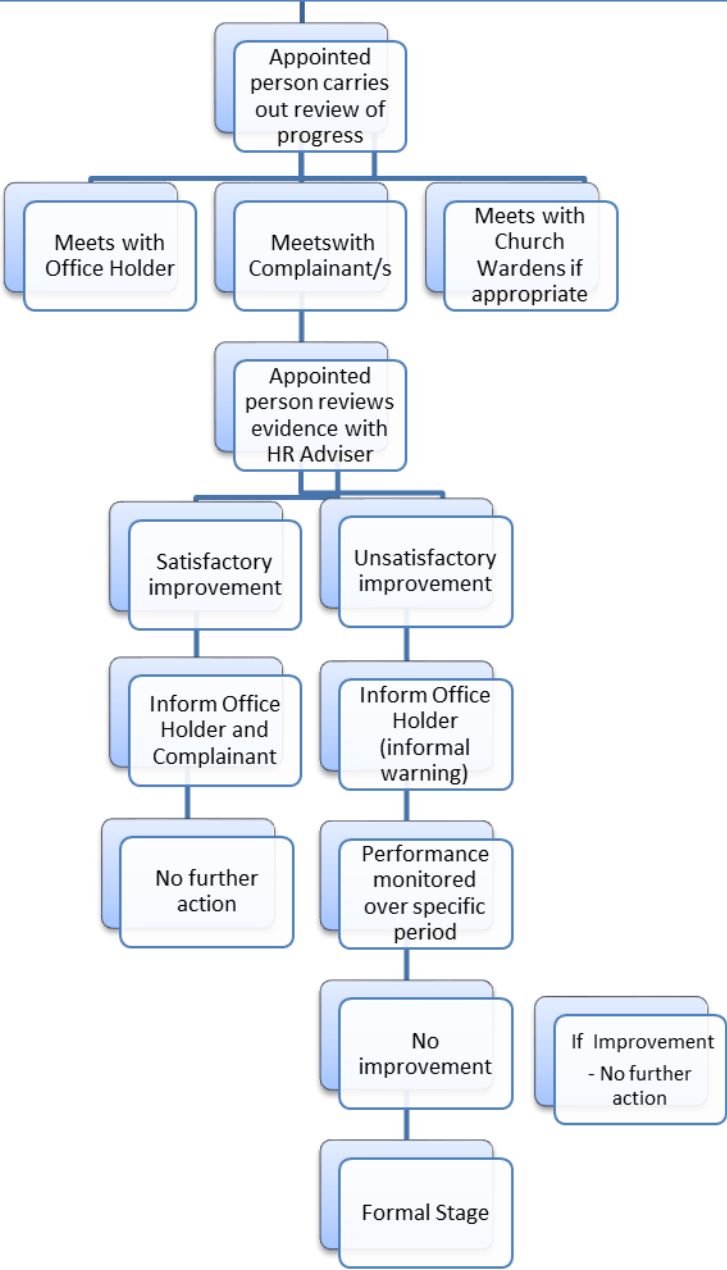 Appointed
person carries
out review of
progress
Meets with
Office Holder
Meetswith
Complainant/s
Meets with
Church
Wardens if
appropriate
Appointed
person reviews
evidence with
HR Adviser
Satisfactory
improvement
Unsatisfactory
improvement
Inform Office
Holder and
Complainant
Inform Office
Holder
(informal
warning)
No further
action
Performance
monitored
over specific
period
No
improvement
If Improvement
- No further
action
Formal Stage